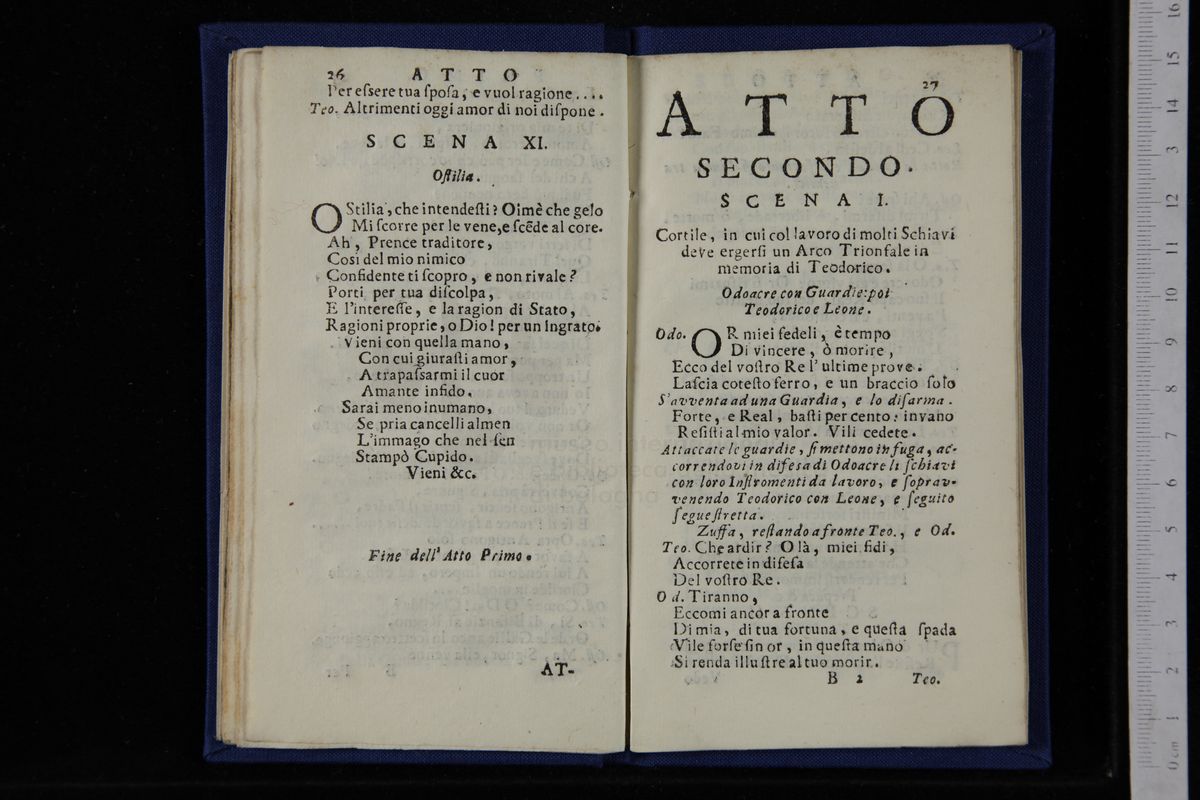 26 ATTO
Per eſsere tua ſpoſa, e vuol ragione....
Teo. Altrimenti oggi amor di noi diſpone.
SCENA XI.
Oſtilia.
OStilia, che intendeſti? Oimè che gelo
Mi ſcorre per le vene, e ſcēde al core.
Ah, Prence traditore,
Cosi del mio nimico
Confidente ti ſcopro, e non rivale?
Porti per tua diſcolpa,
E l'intereſſe, e la ragion di Stato,
Ragioni proprie, o Dio! per un Ingrato.
Vieni con quella mano,
Con cui giuraſti amor,
A trapaſsarmi il cuor
Amante infido.
Sarai meno inumano,
Se pria cancelli almen
L'immago che nel ſen
Stampò Cupido.
Vieni &c.
Fine dell' Atto Primo.
AT-
27
ATTO
SECONDO.
SCENA I.
Cortile, in cui col lavoro di molti Schiavi
deve ergerſi un Arco Trionfale in
memoria di Teodorico.
Odoacre con Guardie: poi
Teodorico e Leone.
Odo. OR miei fedeli, è tempo
Di vincere, ò morire,
Ecco del voſtro Re l' ultime prove.
Laſcia coteſto ferro, e un braccio ſolo
S'avventa ad una Guardia, e lo diſarma.
Forte, e Real, baſti per cento: invano
Reſiſti al mio valor. Vili cedete.
Attaccate le guardie, ſi mettono in fuga, ac-
correndovi in difeſa di Odoacre li ſchiavi
con loro Inſtromenti da lavoro, e ſoprav-
venendo Teodorico con Leone, e ſeguito
ſegue ſtretta.
Zuffa, reſtando a fronte Teo., e Od.
Teo. Che ardir? Olà, miei fidi,
Accorrete in difeſa
Del voſtro Re.
Od. Tiranno,
Eccomi ancor a fronte
Di mia, di tua fortuna, e queſta ſpada
Vile forſe ſin or, in queſta mano
Si renda illuſtre al tuo morir.
B 2 Teo.